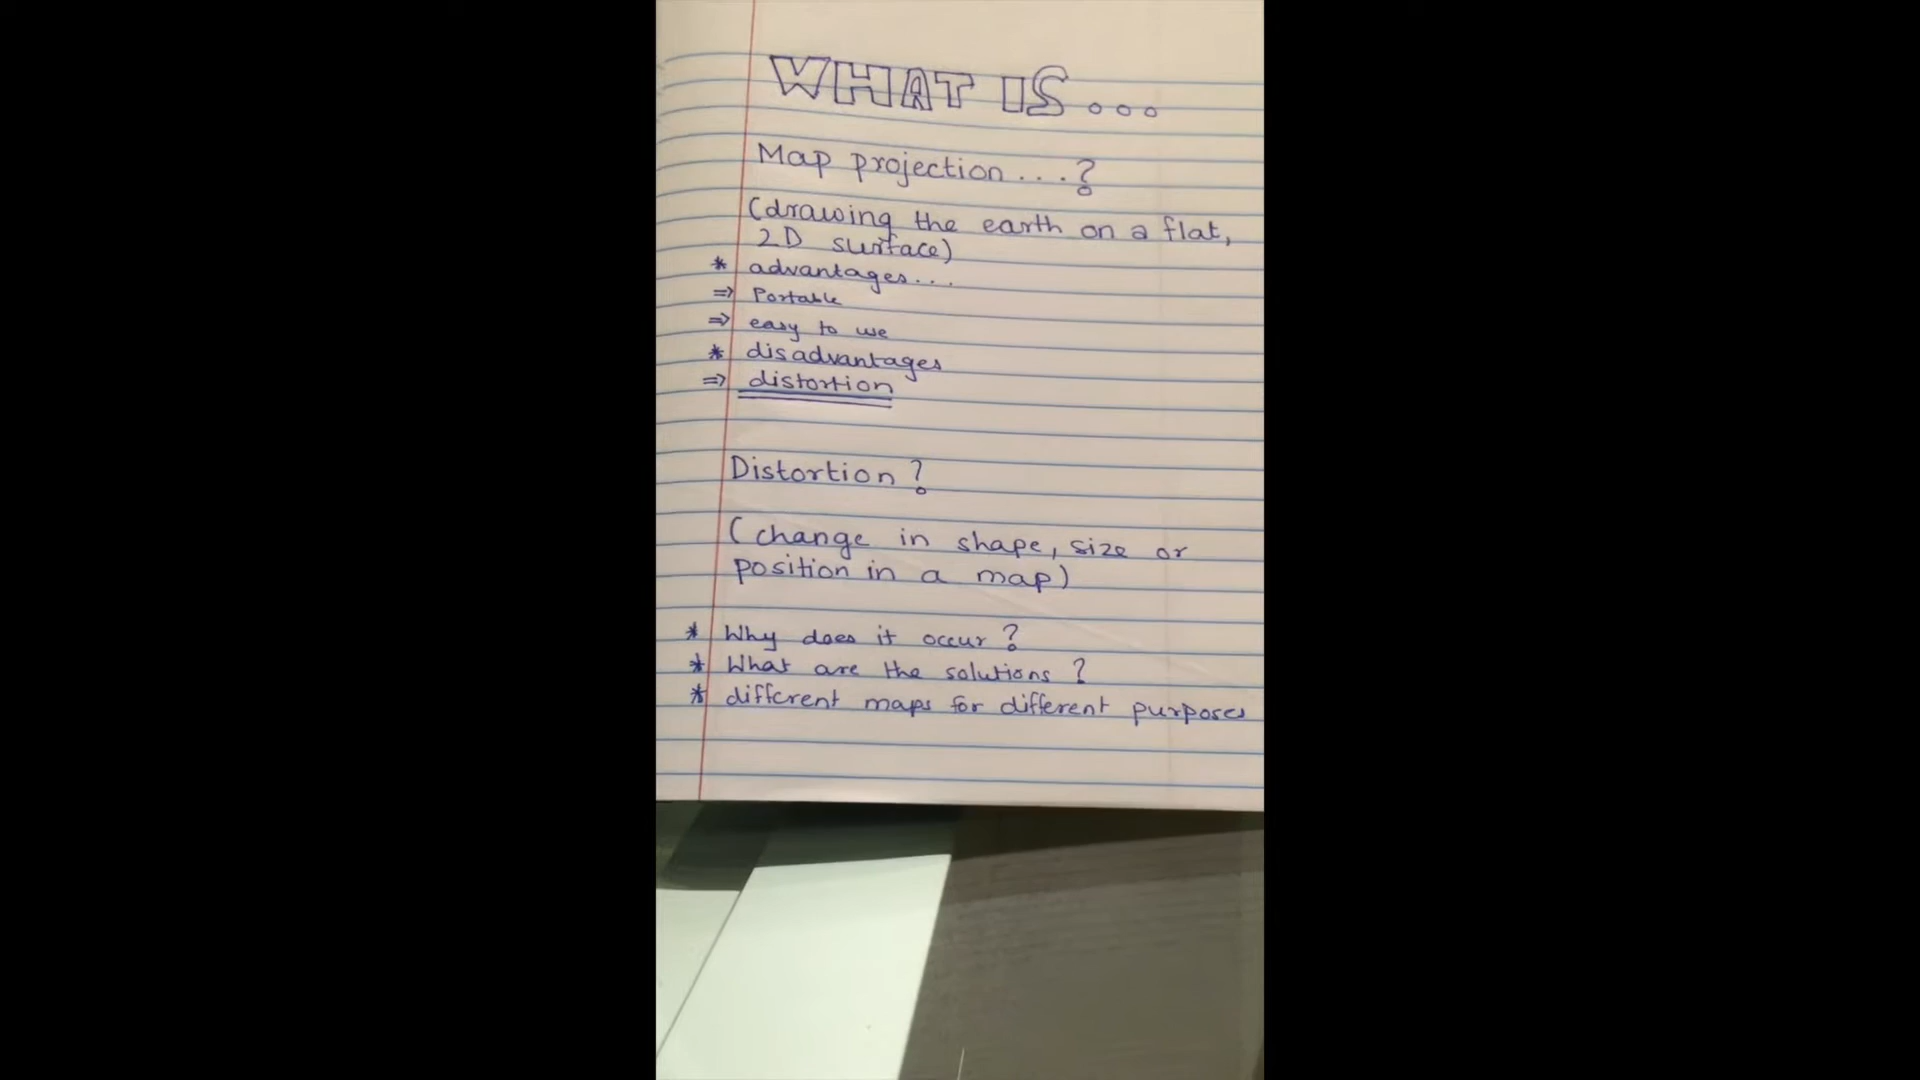 WHAT IS...
Map projection...?
(drawing the earth on a flat,
2D surface)
* advantages...
⇒ Portable
⇒ easy to use
* disadvantages
⇒ distortion
Distortion?
(change in shape, size or
position in a map)
* Why does it occur?
* What are the solutions?
* different maps for different purposes